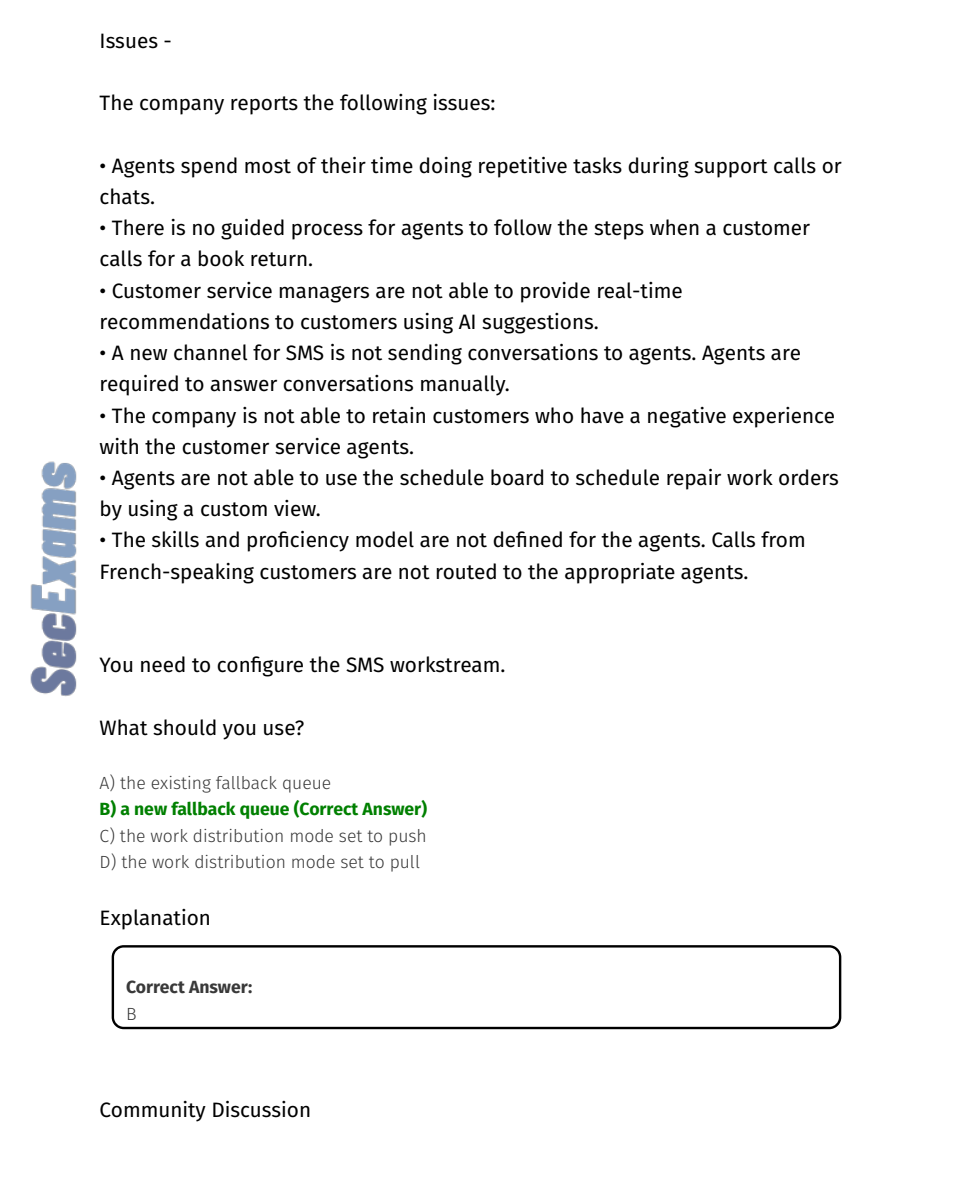 Issues -
The company reports the following issues:
• Agents spend most of their time doing repetitive tasks during support calls or
chats.
• There is no guided process for agents to follow the steps when a customer
calls for a book return.
• Customer service managers are not able to provide real-time
recommendations to customers using AI suggestions.
• A new channel for SMS is not sending conversations to agents. Agents are
required to answer conversations manually.
• The company is not able to retain customers who have a negative experience
with the customer service agents.
• Agents are not able to use the schedule board to schedule repair work orders
by using a custom view.
• The skills and proficiency model are not defined for the agents. Calls from
French-speaking customers are not routed to the appropriate agents.
SecExams
You need to configure the SMS workstream.
What should you use?
A) the existing fallback queue
B) a new fallback queue (Correct Answer)
C) the work distribution mode set to push
D) the work distribution mode set to pull
Explanation
Correct Answer:
B
Community Discussion